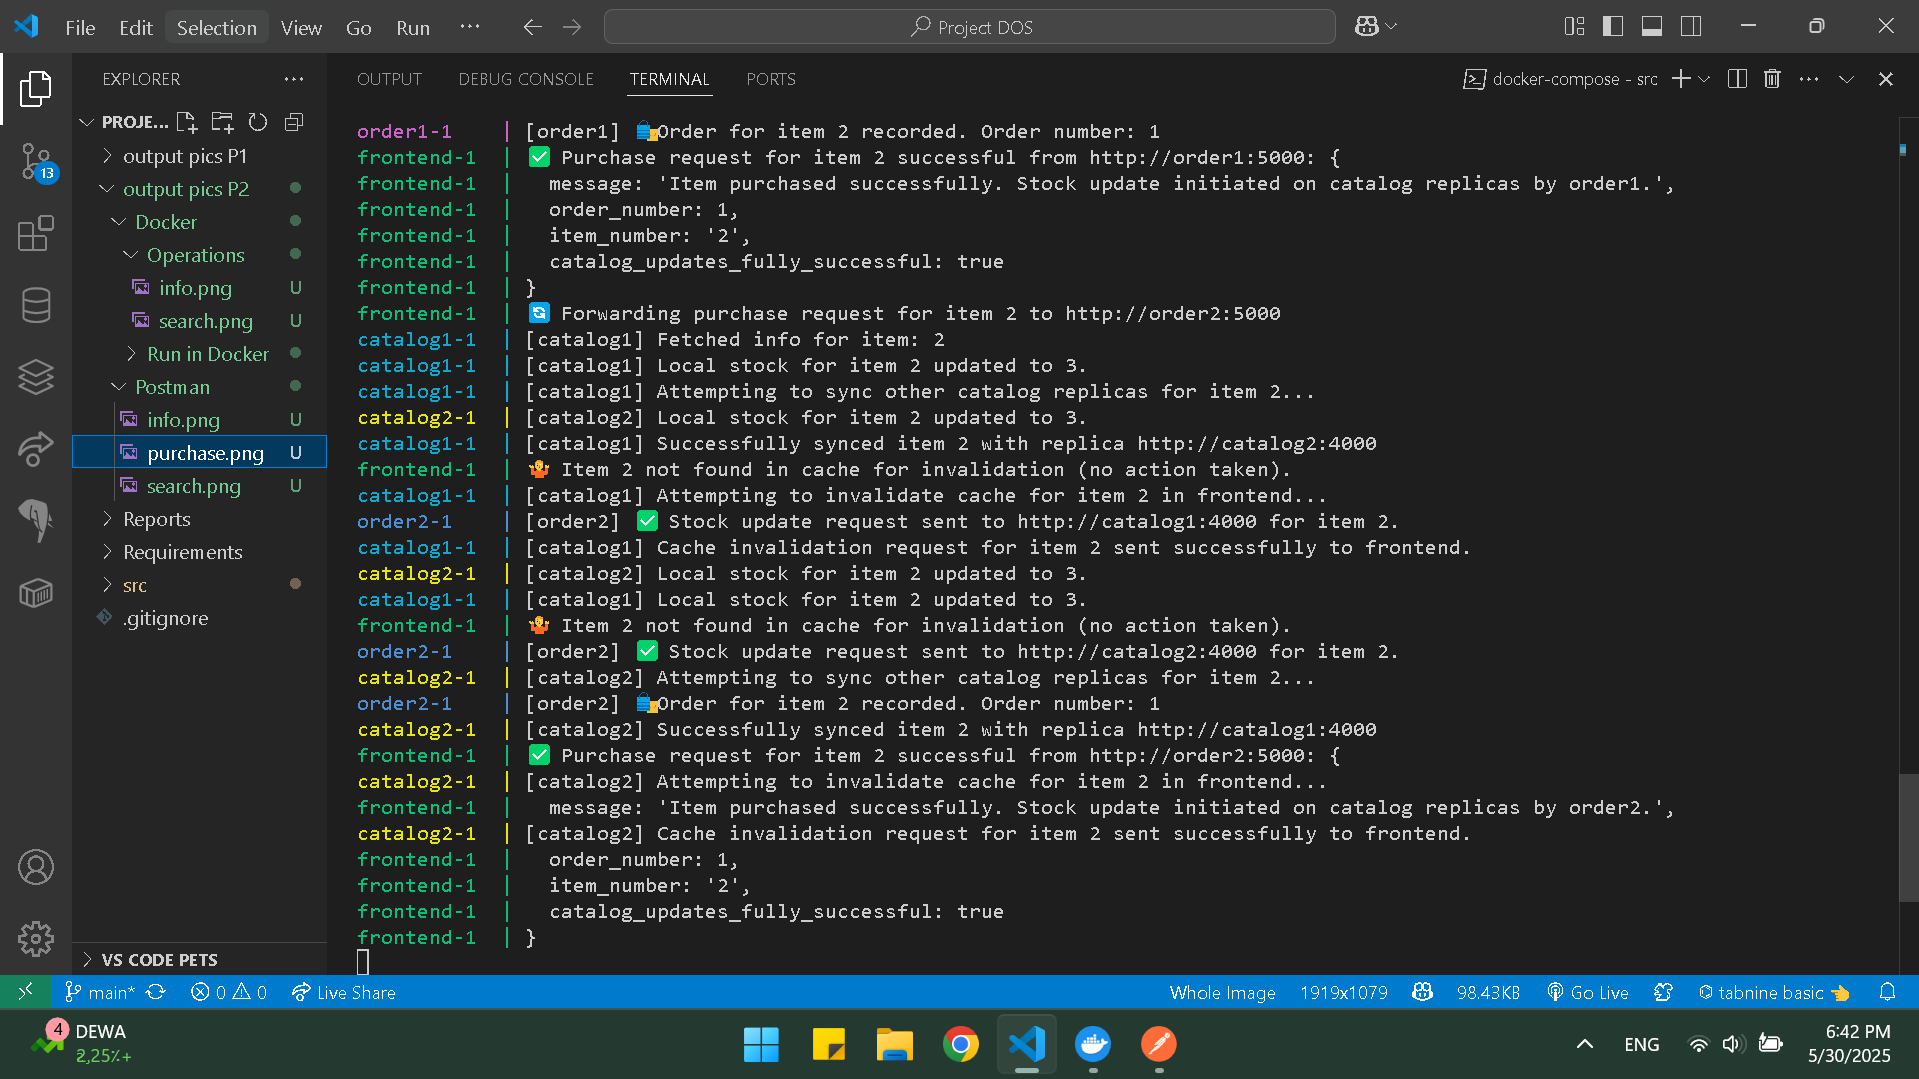 File Edit Selection View Go Run ··· Project DOS
EXPLORER ···
OUTPUT DEBUG CONSOLE TERMINAL PORTS docker-compose - src
PROJE...
output pics P1
output pics P2
Docker
Operations
info.png U
search.png U
Run in Docker
Postman
info.png U
purchase.png U
search.png U
Reports
Requirements
src
.gitignore
VS CODE PETS
13
order1-1 | [order1] Order for item 2 recorded. Order number: 1
frontend-1 | ✅ Purchase request for item 2 successful from http://order1:5000: {
frontend-1 | message: 'Item purchased successfully. Stock update initiated on catalog replicas by order1.',
frontend-1 | order_number: 1,
frontend-1 | item_number: '2',
frontend-1 | catalog_updates_fully_successful: true
frontend-1 | }
frontend-1 | 🔄 Forwarding purchase request for item 2 to http://order2:5000
catalog1-1 | [catalog1] Fetched info for item: 2
catalog1-1 | [catalog1] Local stock for item 2 updated to 3.
catalog1-1 | [catalog1] Attempting to sync other catalog replicas for item 2...
catalog2-1 | [catalog2] Local stock for item 2 updated to 3.
catalog1-1 | [catalog1] Successfully synced item 2 with replica http://catalog2:4000
frontend-1 | 🤷 Item 2 not found in cache for invalidation (no action taken).
catalog1-1 | [catalog1] Attempting to invalidate cache for item 2 in frontend...
order2-1 | [order2] ✅ Stock update request sent to http://catalog1:4000 for item 2.
catalog1-1 | [catalog1] Cache invalidation request for item 2 sent successfully to frontend.
catalog2-1 | [catalog2] Local stock for item 2 updated to 3.
catalog1-1 | [catalog1] Local stock for item 2 updated to 3.
frontend-1 | 🤷 Item 2 not found in cache for invalidation (no action taken).
order2-1 | [order2] ✅ Stock update request sent to http://catalog2:4000 for item 2.
catalog2-1 | [catalog2] Attempting to sync other catalog replicas for item 2...
order2-1 | [order2] Order for item 2 recorded. Order number: 1
catalog2-1 | [catalog2] Successfully synced item 2 with replica http://catalog1:4000
frontend-1 | ✅ Purchase request for item 2 successful from http://order2:5000: {
catalog2-1 | [catalog2] Attempting to invalidate cache for item 2 in frontend...
frontend-1 | message: 'Item purchased successfully. Stock update initiated on catalog replicas by order2.',
catalog2-1 | [catalog2] Cache invalidation request for item 2 sent successfully to frontend.
frontend-1 | order_number: 1,
frontend-1 | item_number: '2',
frontend-1 | catalog_updates_fully_successful: true
frontend-1 | }
main* 0 0 Live Share Whole Image 1919x1079 98.43KB Go Live tabnine basic 👈
4 DEWA
2,25٪+
ENG
6:42 PM
5/30/2025